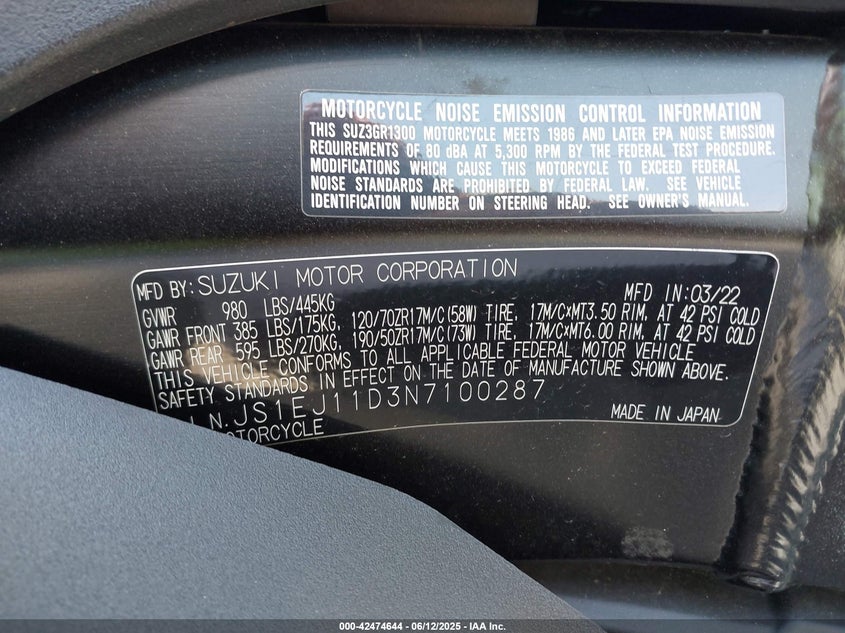 MOTORCYCLE NOISE EMISSION CONTROL INFORMATION
THIS SUZ3GR1300 MOTORCYCLE MEETS 1986 AND LATER EPA NOISE EMISSION
REQUIREMENTS OF 80 dBA AT 5,300 RPM BY THE FEDERAL TEST PROCEDURE.
MODIFICATIONS WHICH CAUSE THIS MOTORCYCLE TO EXCEED FEDERAL
NOISE STANDARDS ARE PROHIBITED BY FEDERAL LAW. SEE VEHICLE
IDENTIFICATION NUMBER ON STEERING HEAD. SEE OWNER'S MANUAL.
MFD BY:SUZUKI MOTOR CORPORATION MFD IN:03/22
GVWR 980 LBS/445KG
GAWR FRONT 385 LBS/175KG, 120/70ZR17M/C(58W) TIRE, 17M/C×MT3.50 RIM, AT 42 PSI COLD
GAWR REAR 595 LBS/270KG, 190/50ZR17M/C(73W) TIRE, 17M/C×MT6.00 RIM, AT 42 PSI COLD
THIS VEHICLE CONFORMS TO ALL APPLICABLE FEDERAL MOTOR VEHICLE
SAFETY STANDARDS IN EFFECT ON THE DATE OF MANUFACTURE SHOWN ABOVE.
.N.JS1EJ11D3N7100287 MADE IN JAPAN
MOTORCYCLE
000-42474644 - 06/12/2025 - IAA Inc.